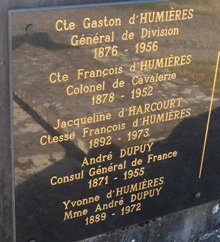 Cte Gaston d'HUMIÈRES
Général de Division
1876 - 1956
Cte François d'HUMIÈRES
Colonel de Cavalerie
1878 - 1952
Jacqueline d'HARCOURT
Ctesse François d'HUMIÈRES
1892 - 1973
André DUPUY
Consul Général de France
1871 - 1955
Yvonne d'HUMIÈRES
Mme André DUPUY
1889 - 1972